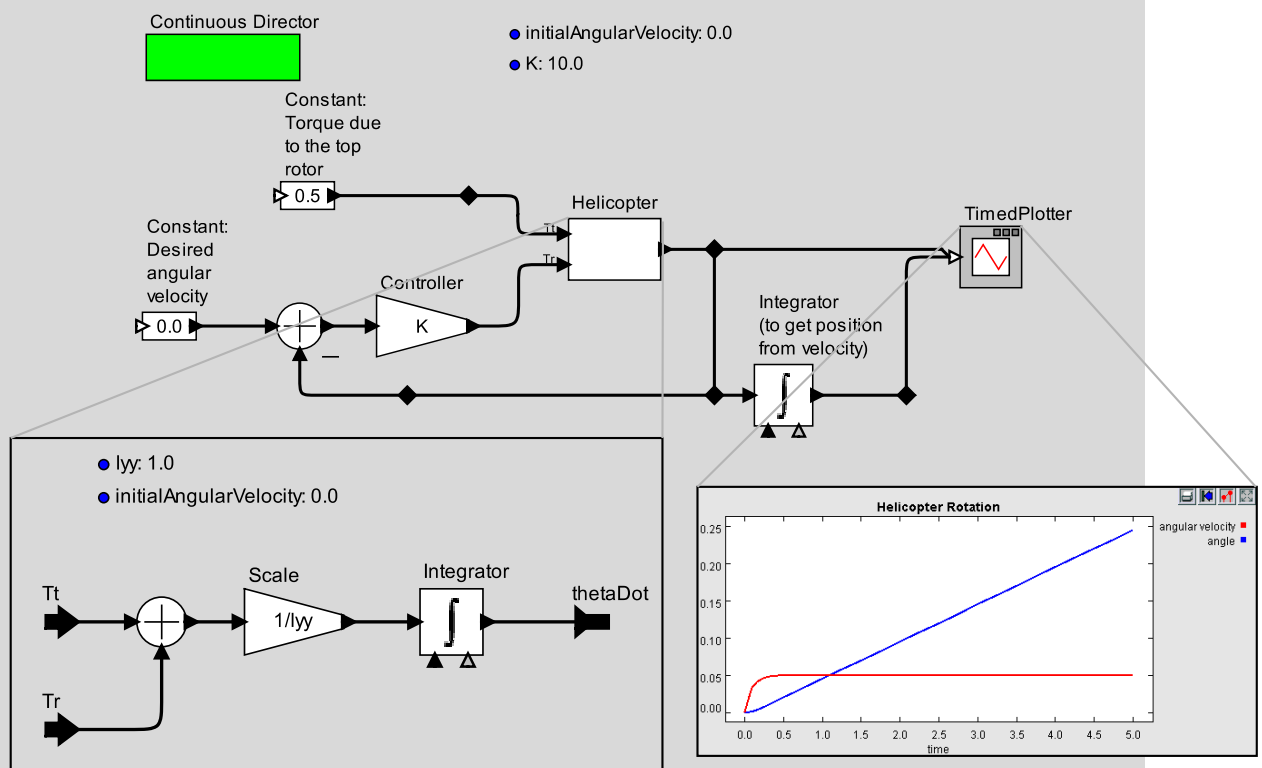 Continuous Director
initialAngularVelocity: 0.0
K: 10.0
Constant:
Torque due
to the top
rotor
0.5
Helicopter
Tt
Tr
TimedPlotter
Constant:
Desired
angular
velocity
0.0
Controller
K
Integrator
(to get position
from velocity)
Iyy: 1.0
initialAngularVelocity: 0.0
Tt
Scale
1/Iyy
Integrator
thetaDot
Tr
Helicopter Rotation
angular velocity
angle
0.25
0.20
0.15
0.10
0.05
0.00
0.0 0.5 1.0 1.5 2.0 2.5 3.0 3.5 4.0 4.5 5.0
time